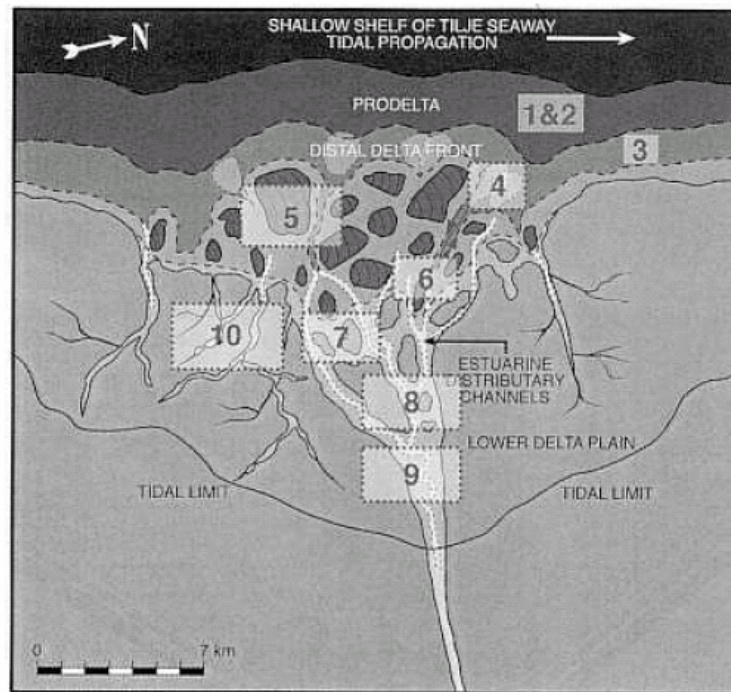 N
SHALLOW SHELF OF TILJE SEAWAY
TIDAL PROPAGATION
PRODELTA
1&2
DISTAL DELTA FRONT
3
4
5
6
10
7
ESTUARINE
DISTRIBUTARY
CHANNELS
8
LOWER DELTA PLAIN
9
TIDAL LIMIT
TIDAL LIMIT
0
7 km